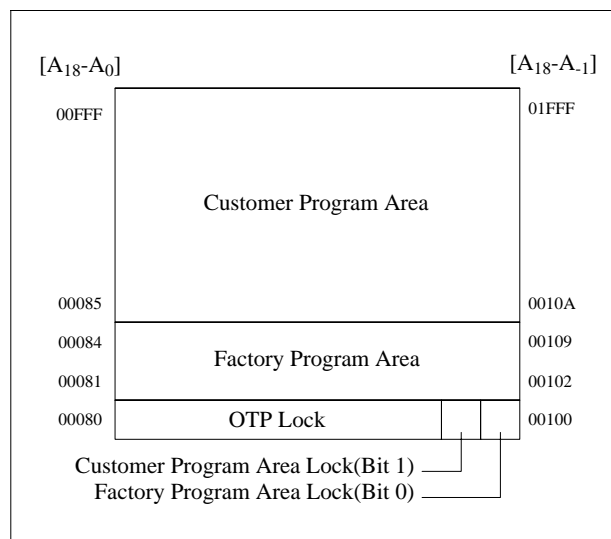 [A18-A0] [A18-A-1]
00FFF 01FFF
Customer Program Area
00085 0010A
00084 00109
Factory Program Area
00081 00102
00080 OTP Lock 00100
Customer Program Area Lock(Bit 1)
Factory Program Area Lock(Bit 0)